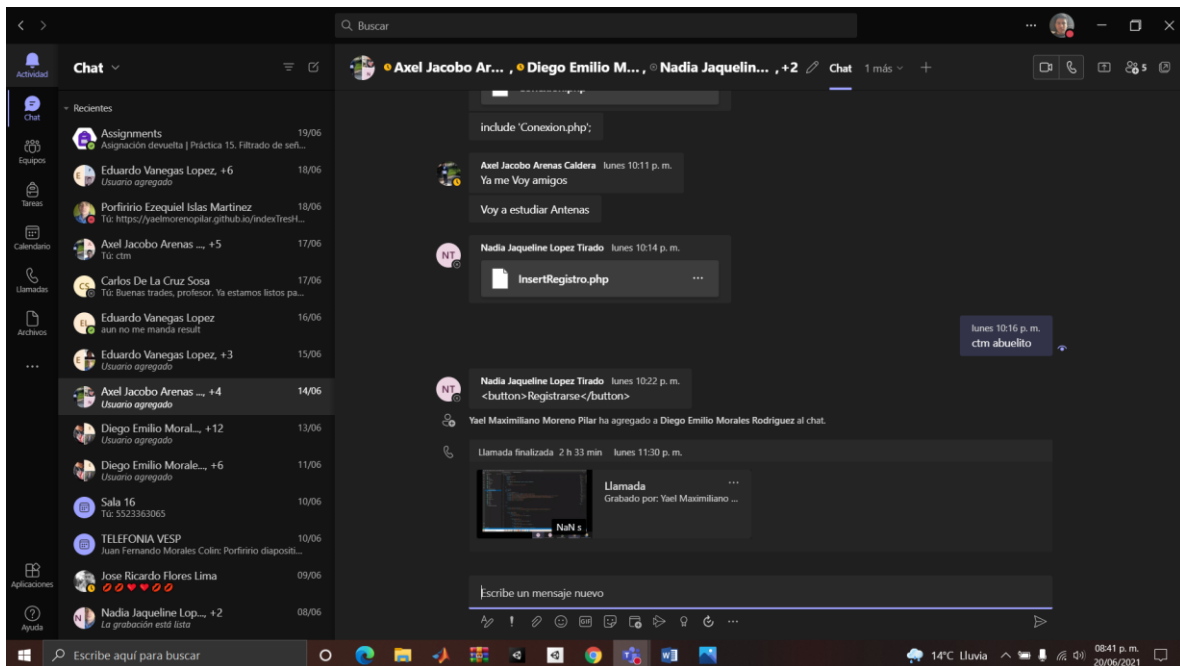 Buscar
Actividad
Chat
Equipos
Tareas
Calendario
Llamadas
Archivos
Aplicaciones
Ayuda
Chat
Recientes
Assignments 19/06
Asignación devuelta | Práctica 15. Filtrado de señ...
Eduardo Vanegas Lopez, +6 18/06
Usuario agregado
Porfiririo Ezequiel Islas Martinez 18/06
Tú: https://yaelmorenopilar.github.io/indexTresH...
Axel Jacobo Arenas ..., +5 17/06
Tú: ctm
Carlos De La Cruz Sosa 17/06
Tú: Buenas trades, profesor. Ya estamos listos pa...
Eduardo Vanegas Lopez 16/06
aun no me manda result
Eduardo Vanegas Lopez, +3 15/06
Usuario agregado
Axel Jacobo Arenas ..., +4 14/06
Usuario agregado
Diego Emilio Moral..., +12 13/06
Usuario agregado
Diego Emilio Morale..., +6 11/06
Usuario agregado
Sala 16 10/06
Tú: 5523363065
TELEFONIA VESP 10/06
Juan Fernando Morales Colin: Porfiririo diapositi...
Jose Ricardo Flores Lima 09/06
Nadia Jaqueline Lop..., +2 08/06
La grabación está lista
Axel Jacobo Ar... , Diego Emilio M... , Nadia Jaquelin... , +2 Chat 1 más 5
include 'Conexion.php';
Axel Jacobo Arenas Caldera lunes 10:11 p. m.
Ya me Voy amigos
Voy a estudiar Antenas
NT Nadia Jaqueline Lopez Tirado lunes 10:14 p. m.
InsertRegistro.php
lunes 10:16 p. m.
ctm abuelito
NT Nadia Jaqueline Lopez Tirado lunes 10:22 p. m.
<button>Registrarse</button>
Yael Maximiliano Moreno Pilar ha agregado a Diego Emilio Morales Rodriguez al chat.
Llamada finalizada 2 h 33 min lunes 11:30 p. m.
Llamada
Grabado por: Yael Maximiliano ...
NaN s
Escribe un mensaje nuevo
GIF
Escribe aquí para buscar
14°C Lluvia
08:41 p. m.
20/06/2021